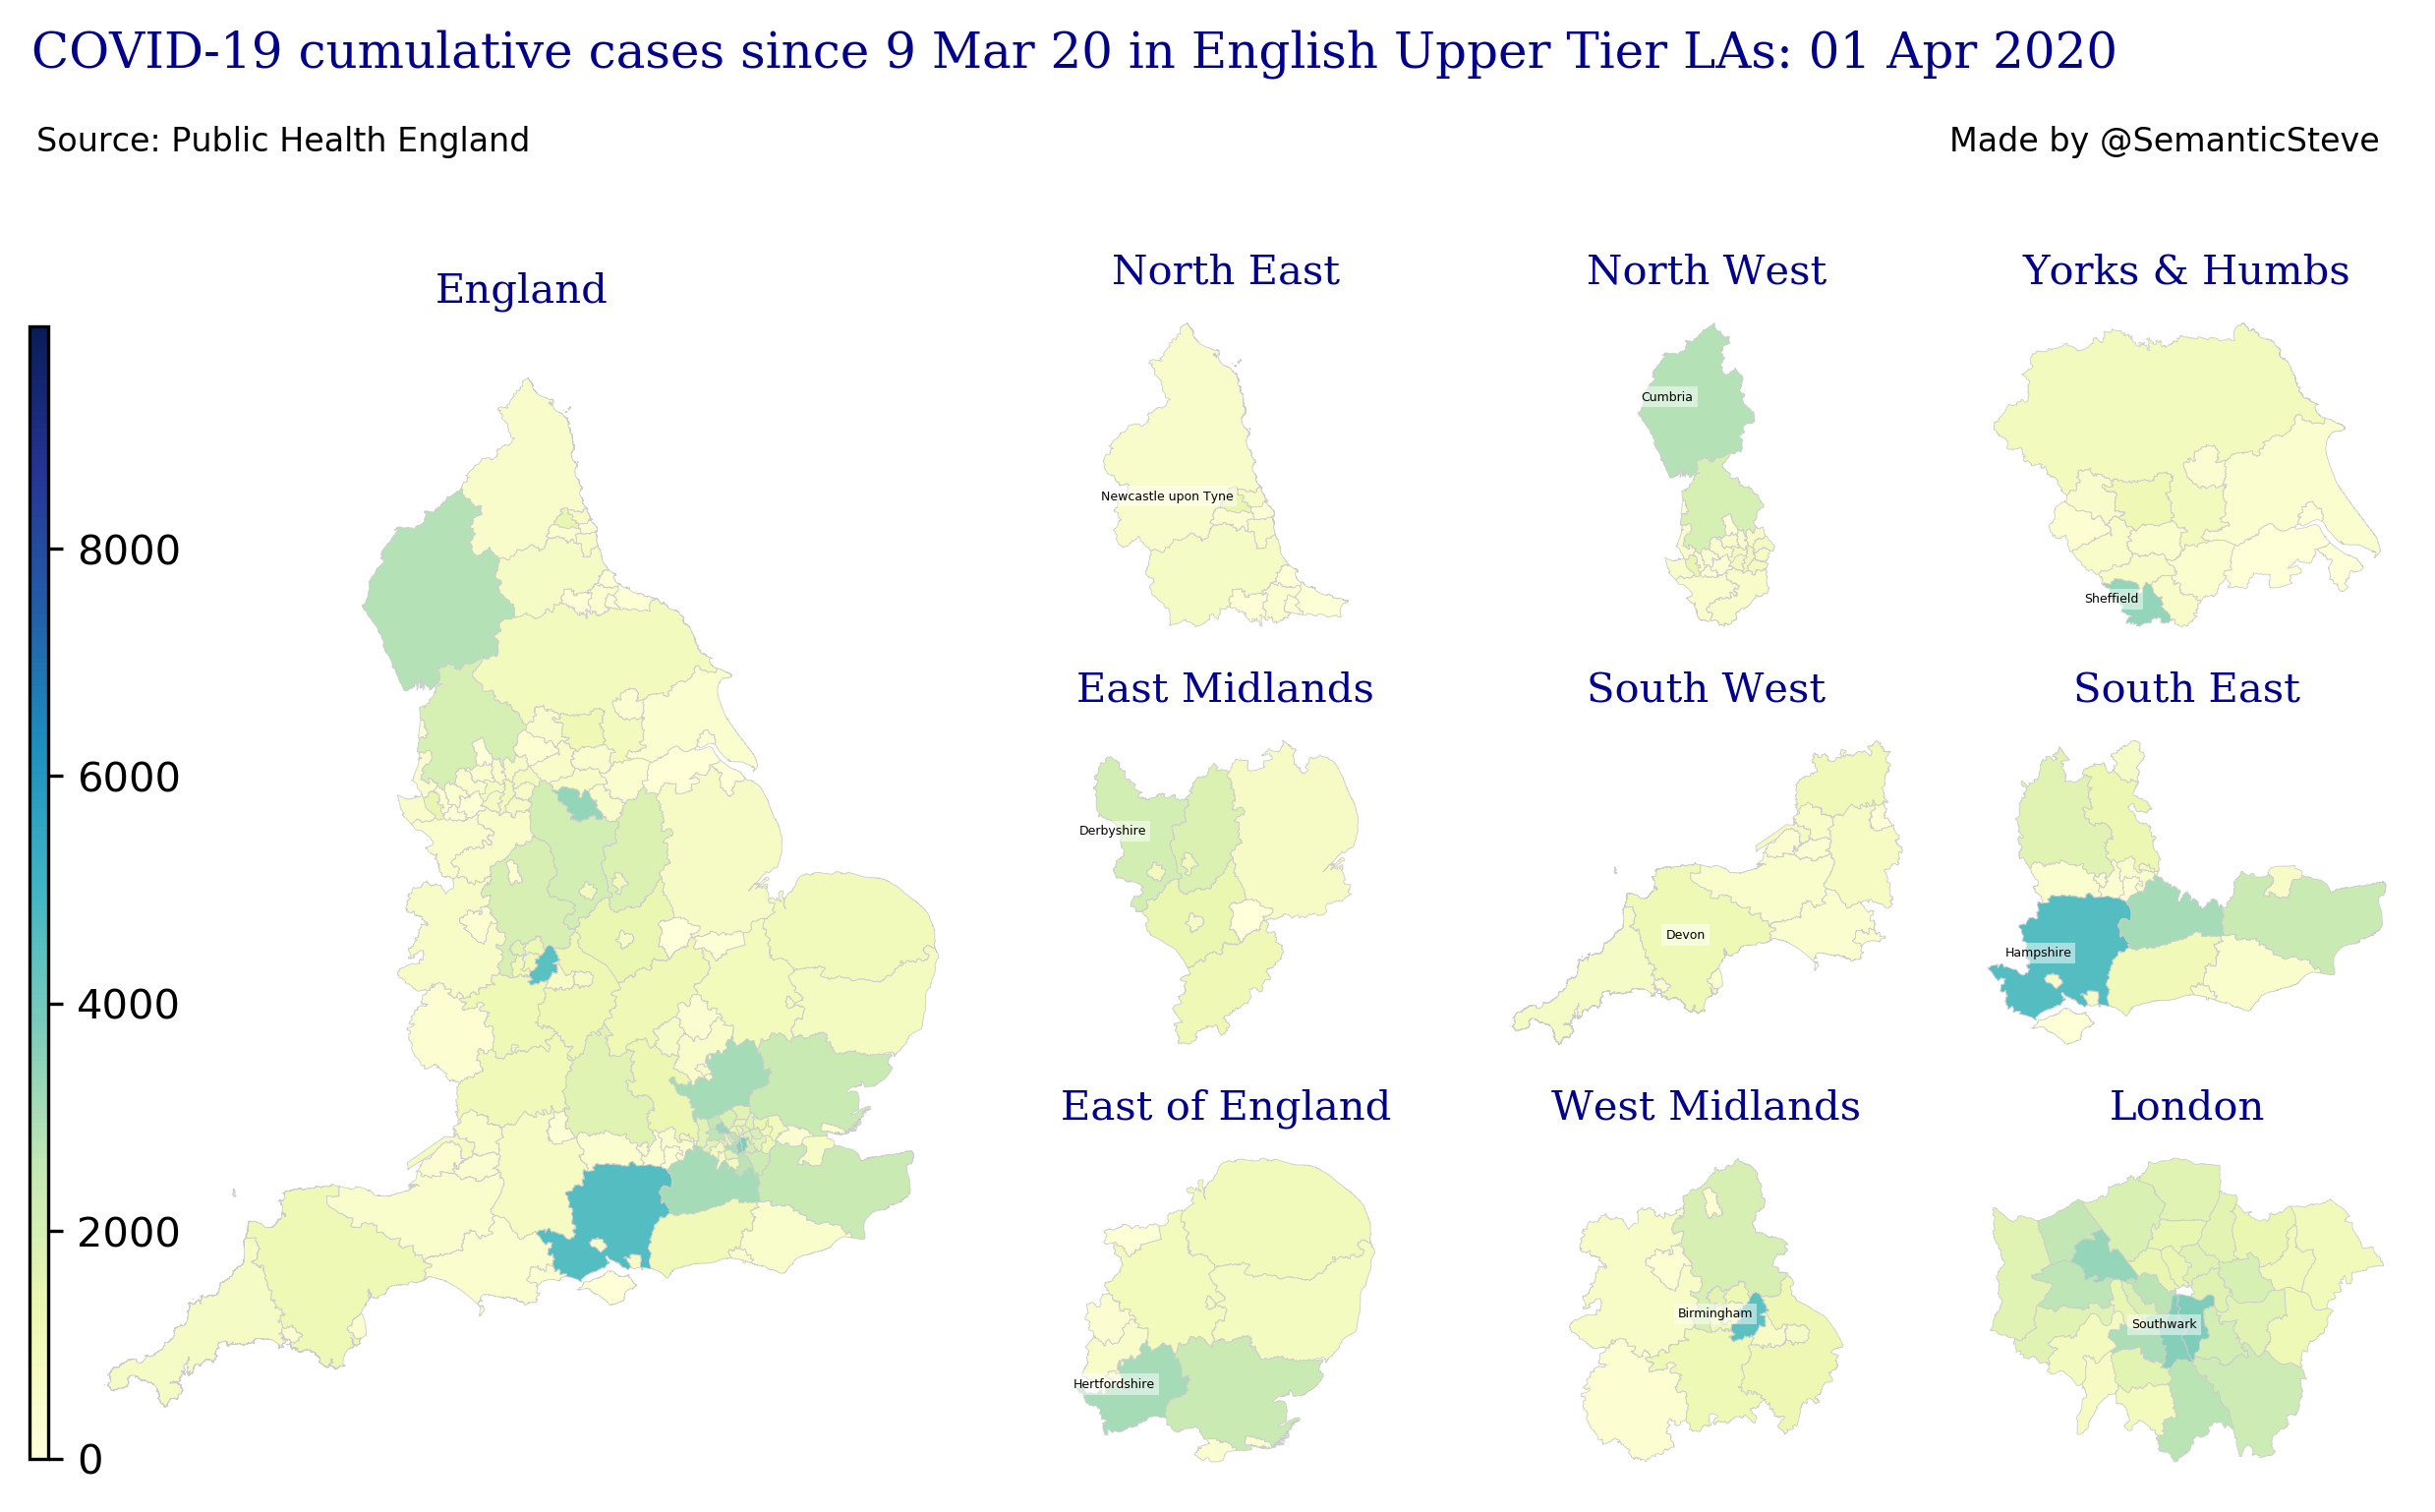 COVID-19 cumulative cases since 9 Mar 20 in English Upper Tier LAs: 01 Apr 2020
Source: Public Health England
Made by @SemanticSteve
England
8000
6000
4000
2000
0
North East
Newcastle upon Tyne
North West
Cumbria
Yorks & Humbs
Sheffield
East Midlands
Derbyshire
South West
Devon
South East
Hampshire
East of England
Hertfordshire
West Midlands
Birmingham
London
Southwark